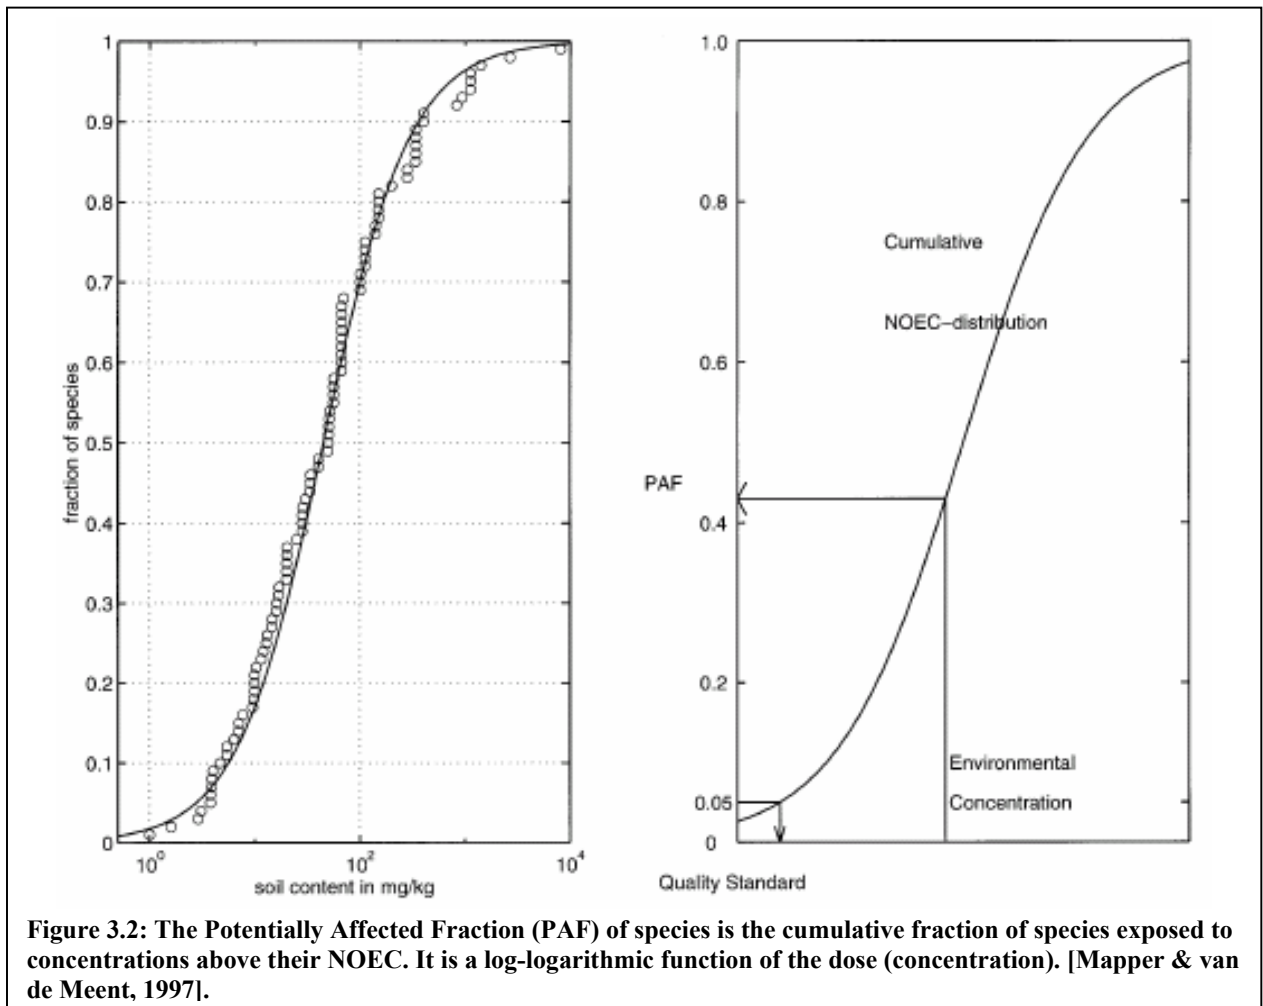 1
0.9
0.8
0.7
0.6
0.5
0.4
0.3
0.2
0.1
0
fraction of species
10^0
10^2
10^4
soil content in mg/kg
1.0
0.8
0.6
0.4
0.2
0.05
0
PAF
Cumulative
NOEC-distribution
Environmental
Concentration
Quality Standard
Figure 3.2: The Potentially Affected Fraction (PAF) of species is the cumulative fraction of species exposed to
concentrations above their NOEC. It is a log-logarithmic function of the dose (concentration). [Mapper & van
de Meent, 1997].